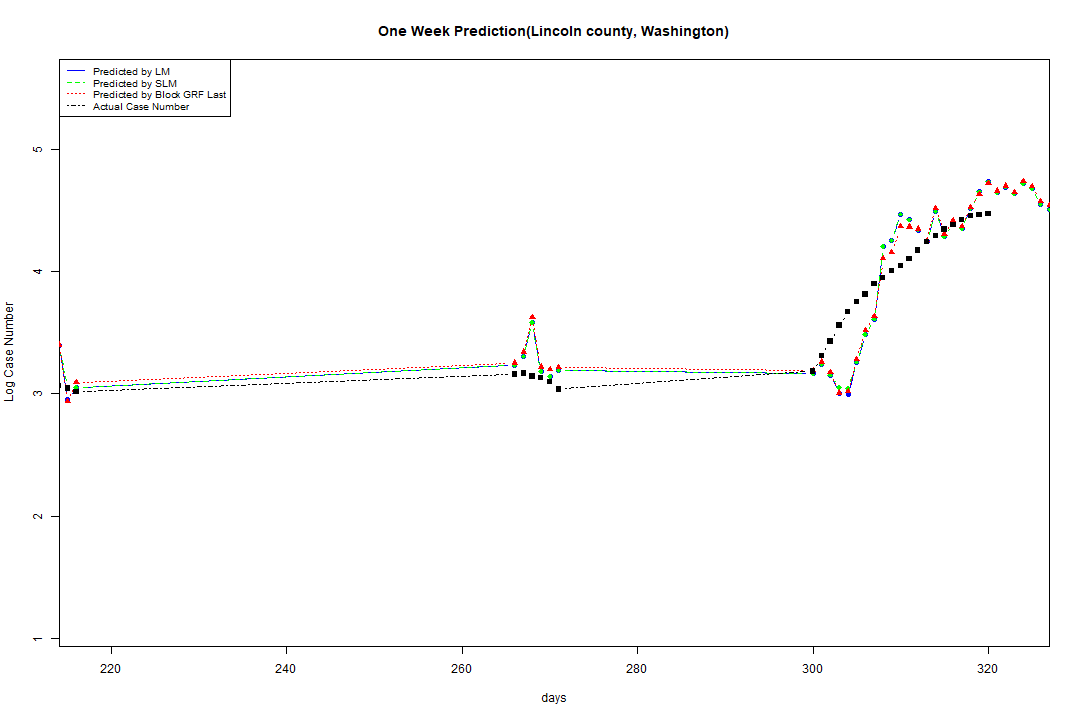 One Week Prediction(Lincoln county, Washington)
Predicted by LM
Predicted by SLM
Predicted by Block GRF Last
Actual Case Number
Log Case Number
5
4
3
2
1
220 240 260 280 300 320
days